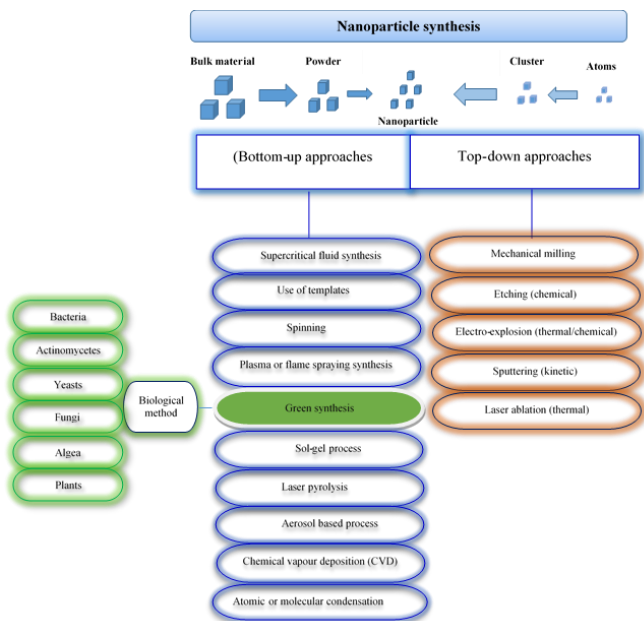 Nanoparticle synthesis
Bulk material
Powder
Cluster
Atoms
Nanoparticle
(Bottom-up approaches
Top-down approaches
Supercritical fluid synthesis
Use of templates
Spinning
Plasma or flame spraying synthesis
Green synthesis
Sol-gel process
Laser pyrolysis
Aerosol based process
Chemical vapour deposition (CVD)
Atomic or molecular condensation
Mechanical milling
Etching (chemical)
Electro-explosion (thermal/chemical)
Sputtering (kinetic)
Laser ablation (thermal)
Biological
method
Bacteria
Actinomycetes
Yeasts
Fungi
Algea
Plants